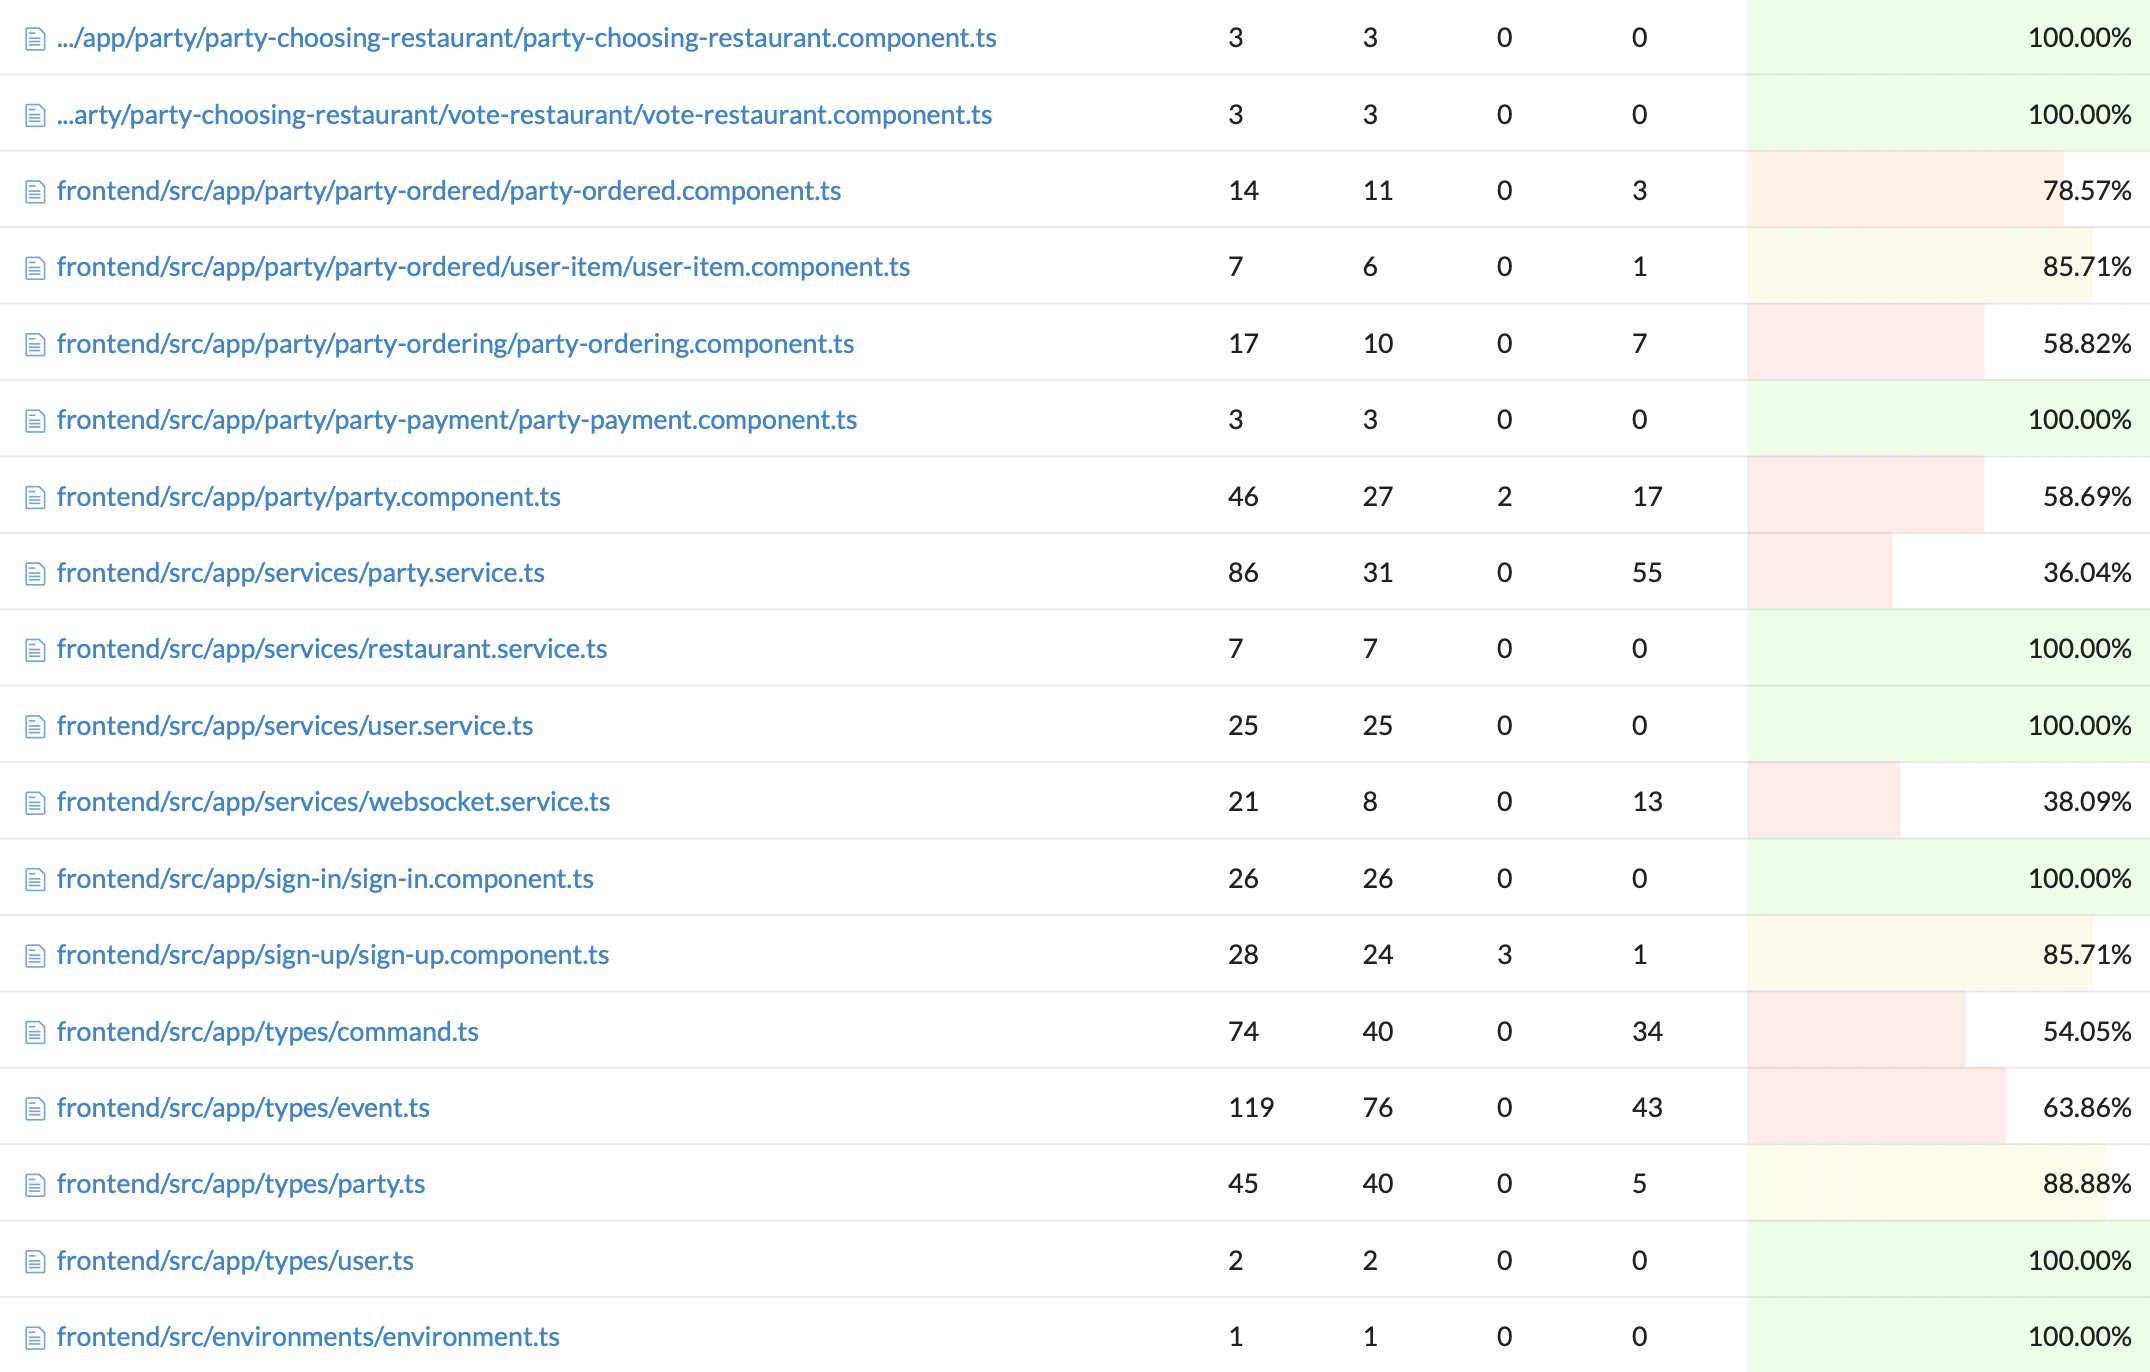 .../app/party/party-choosing-restaurant/party-choosing-restaurant.component.ts 3 3 0 0 100.00%
...arty/party-choosing-restaurant/vote-restaurant/vote-restaurant.component.ts 3 3 0 0 100.00%
frontend/src/app/party/party-ordered/party-ordered.component.ts 14 11 0 3 78.57%
frontend/src/app/party/party-ordered/user-item/user-item.component.ts 7 6 0 1 85.71%
frontend/src/app/party/party-ordering/party-ordering.component.ts 17 10 0 7 58.82%
frontend/src/app/party/party-payment/party-payment.component.ts 3 3 0 0 100.00%
frontend/src/app/party/party.component.ts 46 27 2 17 58.69%
frontend/src/app/services/party.service.ts 86 31 0 55 36.04%
frontend/src/app/services/restaurant.service.ts 7 7 0 0 100.00%
frontend/src/app/services/user.service.ts 25 25 0 0 100.00%
frontend/src/app/services/websocket.service.ts 21 8 0 13 38.09%
frontend/src/app/sign-in/sign-in.component.ts 26 26 0 0 100.00%
frontend/src/app/sign-up/sign-up.component.ts 28 24 3 1 85.71%
frontend/src/app/types/command.ts 74 40 0 34 54.05%
frontend/src/app/types/event.ts 119 76 0 43 63.86%
frontend/src/app/types/party.ts 45 40 0 5 88.88%
frontend/src/app/types/user.ts 2 2 0 0 100.00%
frontend/src/environments/environment.ts 1 1 0 0 100.00%